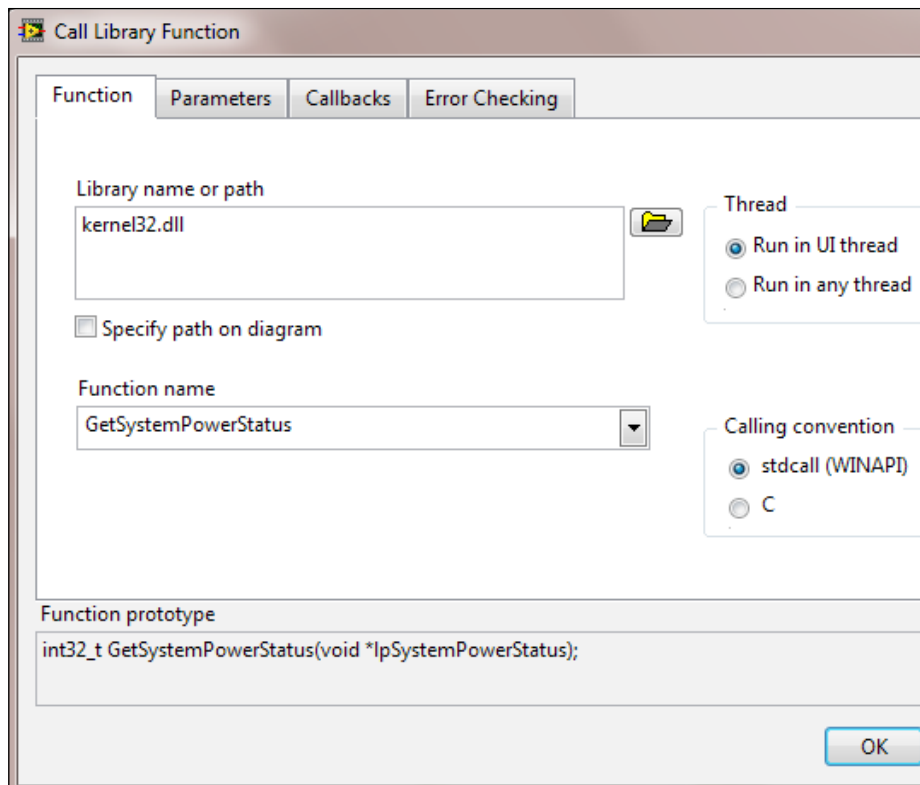 Call Library Function
Function
Parameters
Callbacks
Error Checking
Library name or path
kernel32.dll
Specify path on diagram
Function name
GetSystemPowerStatus
Thread
Run in UI thread
Run in any thread
Calling convention
stdcall (WINAPI)
C
Function prototype
int32_t GetSystemPowerStatus(void *lpSystemPowerStatus);
OK